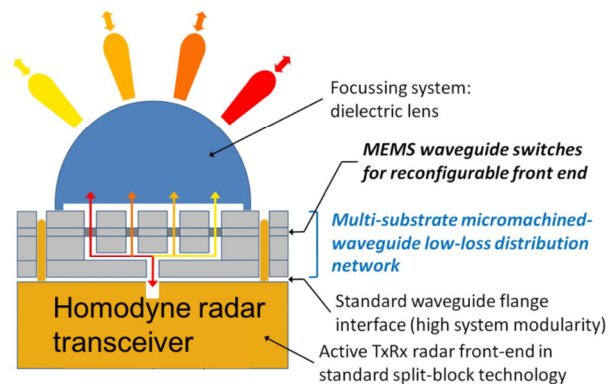 Focussing system:
dielectric lens
MEMS waveguide switches
for reconfigurable front end
Multi-substrate micromachined-
waveguide low-loss distribution
network
Standard waveguide flange
interface (high system modularity)
Active TxRx radar front-end in
standard split-block technology
Homodyne radar
transceiver